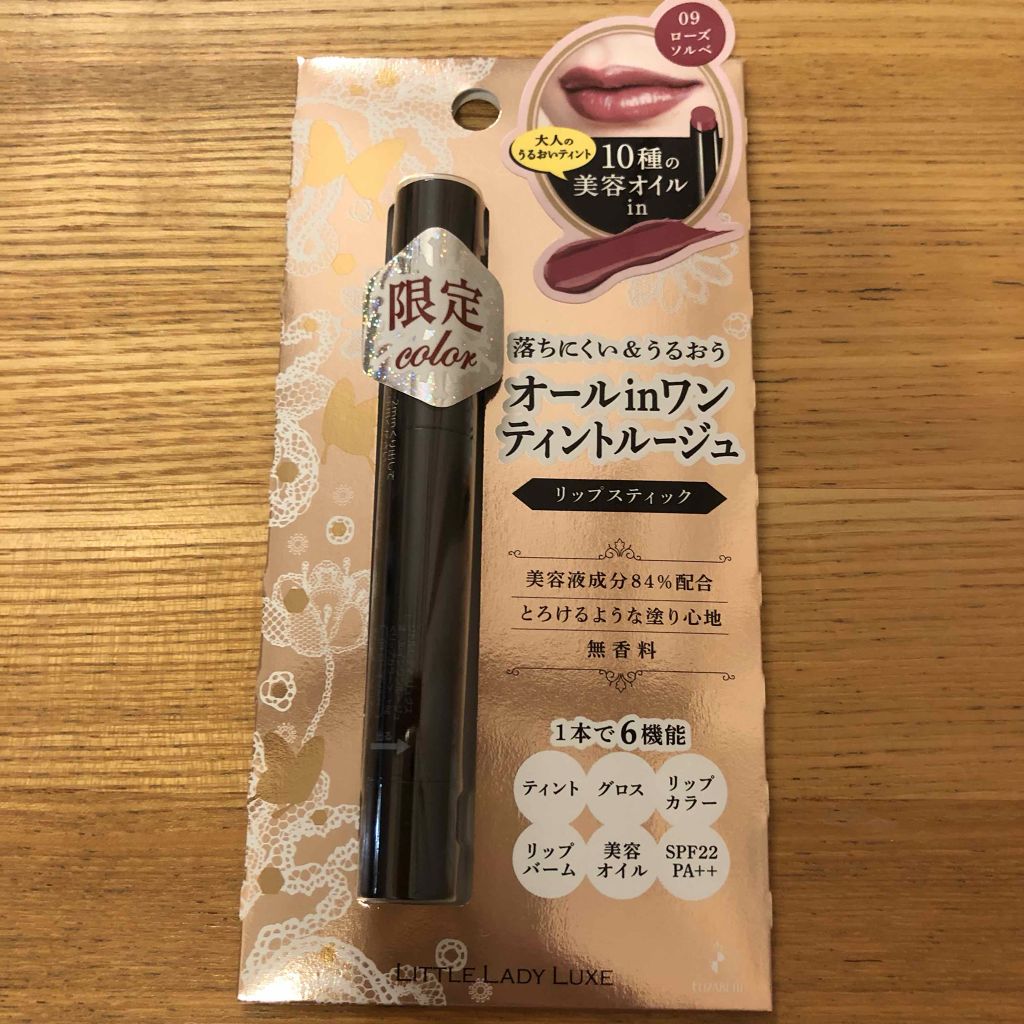 09
ローズ
ソルベ
大人の
うるおいティント
10種の
美容オイル
in
限定
color
落ちにくい&うるおう
オールinワン
ティントルージュ
リップスティック
美容液成分84%配合
とろけるような塗り心地
無香料
1本で6機能
ティント
グロス
リップ
カラー
リップ
バーム
美容
オイル
SPF22
PA++
LITTLE LADY LUXE